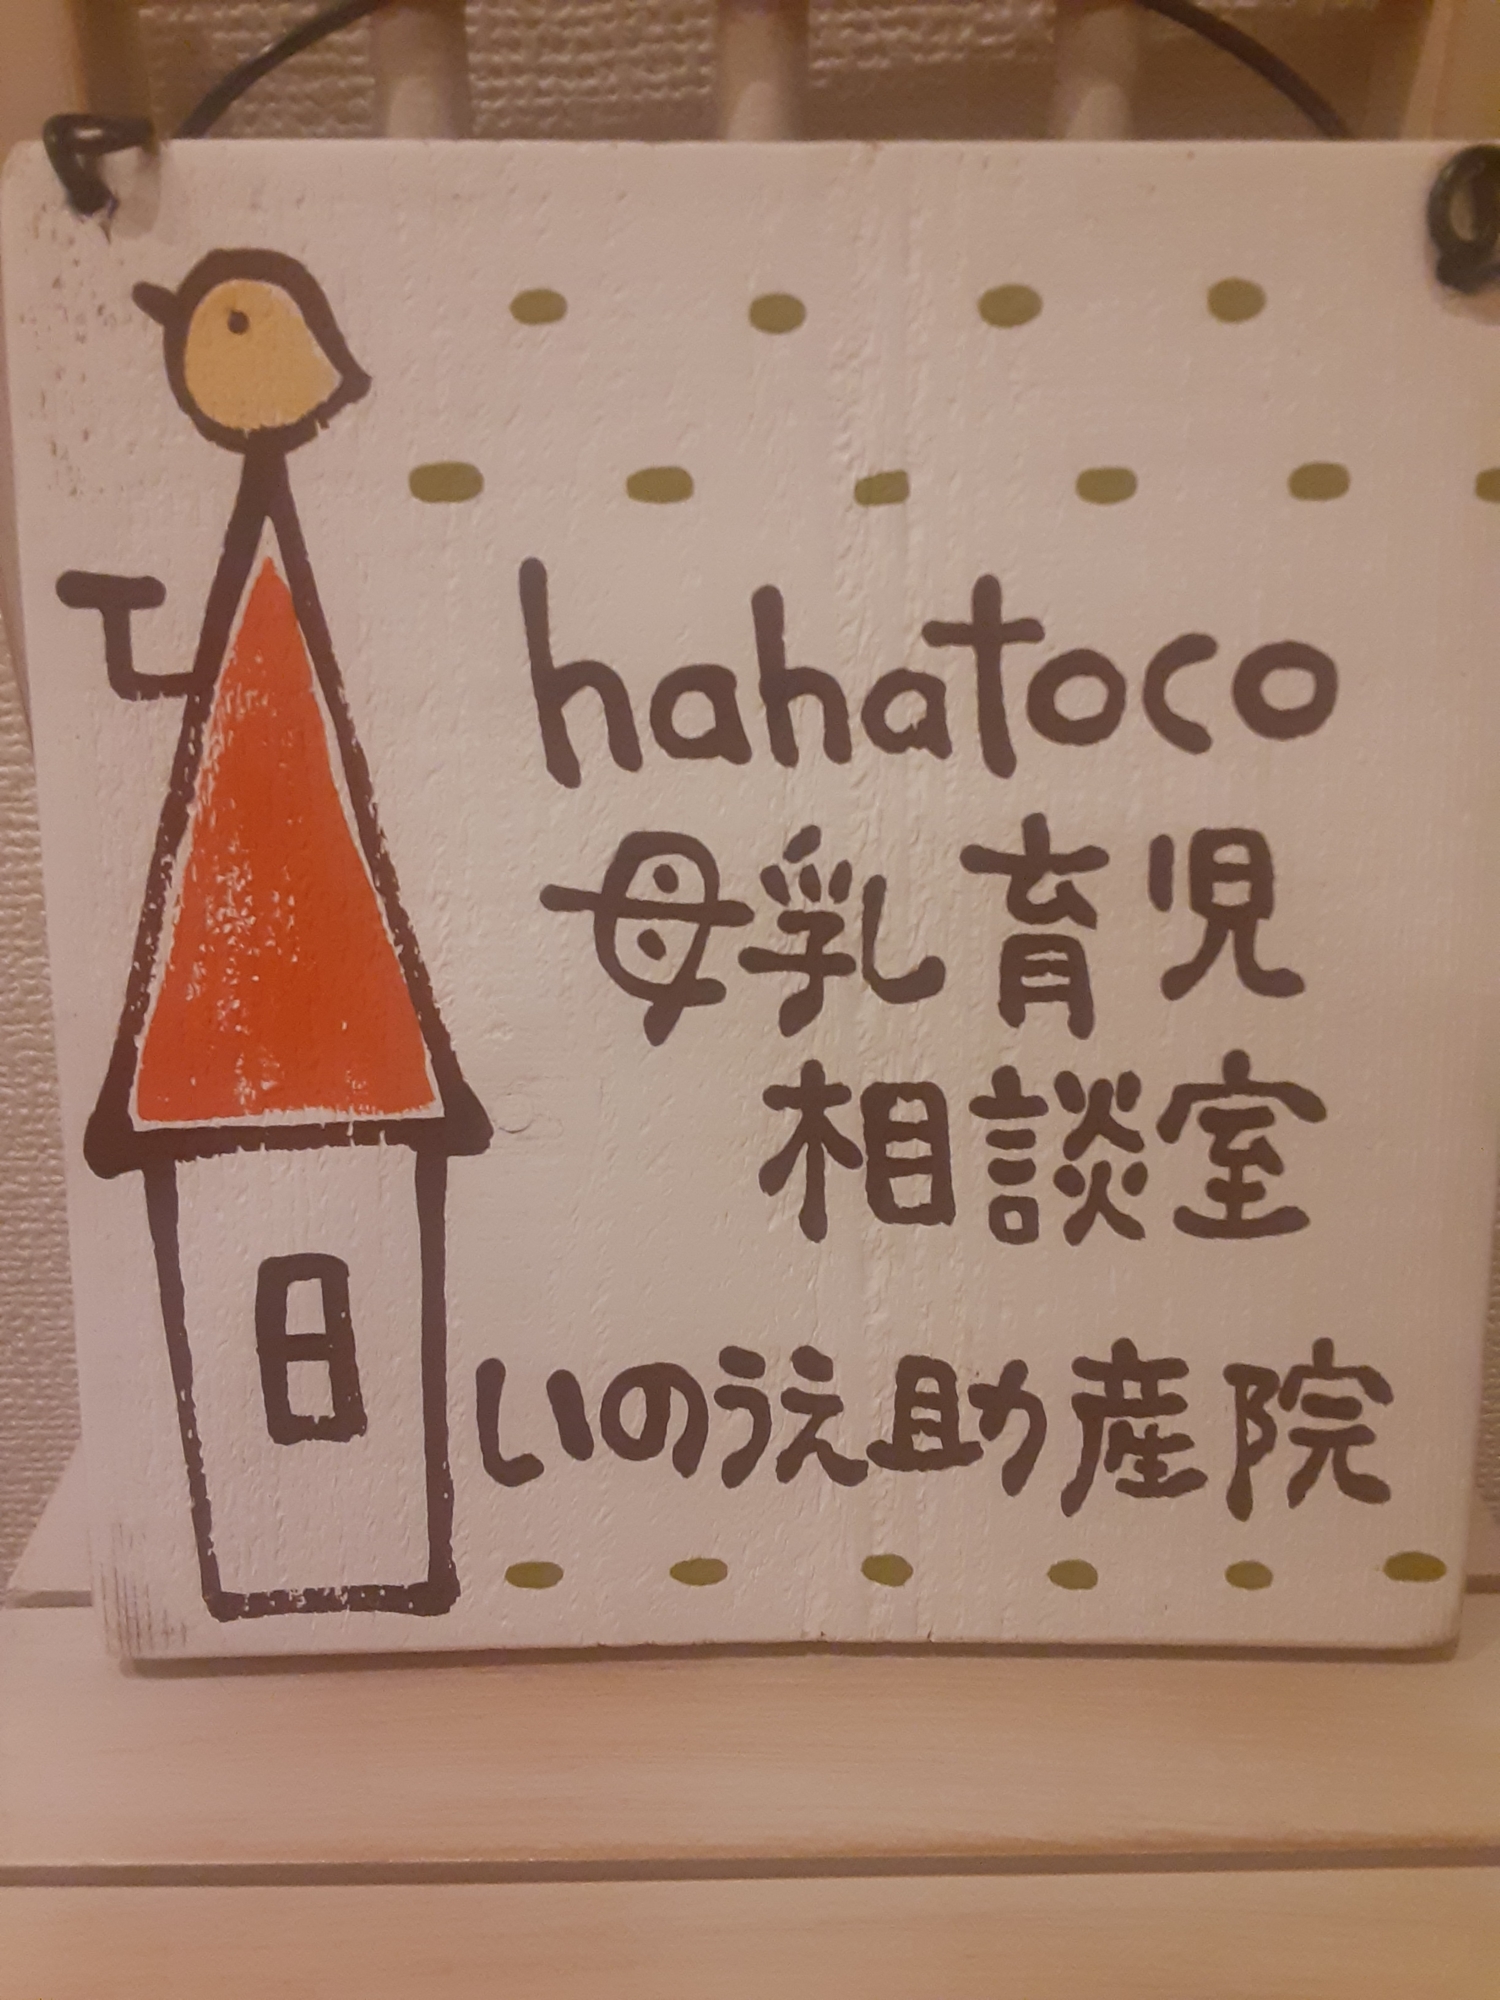 hahatoco
母乳育児
相談室
いのうえ助産院